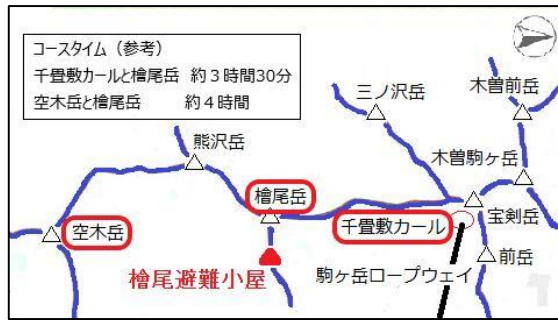 コースタイム（参考）
千畳敷カールと檜尾岳 約３時間30分
空木岳と檜尾岳 約４時間
木曽前岳
三ノ沢岳
熊沢岳
木曽駒ヶ岳
檜尾岳
宝剣岳
千畳敷カール
空木岳
前岳
檜尾避難小屋
駒ヶ岳ロープウェイ